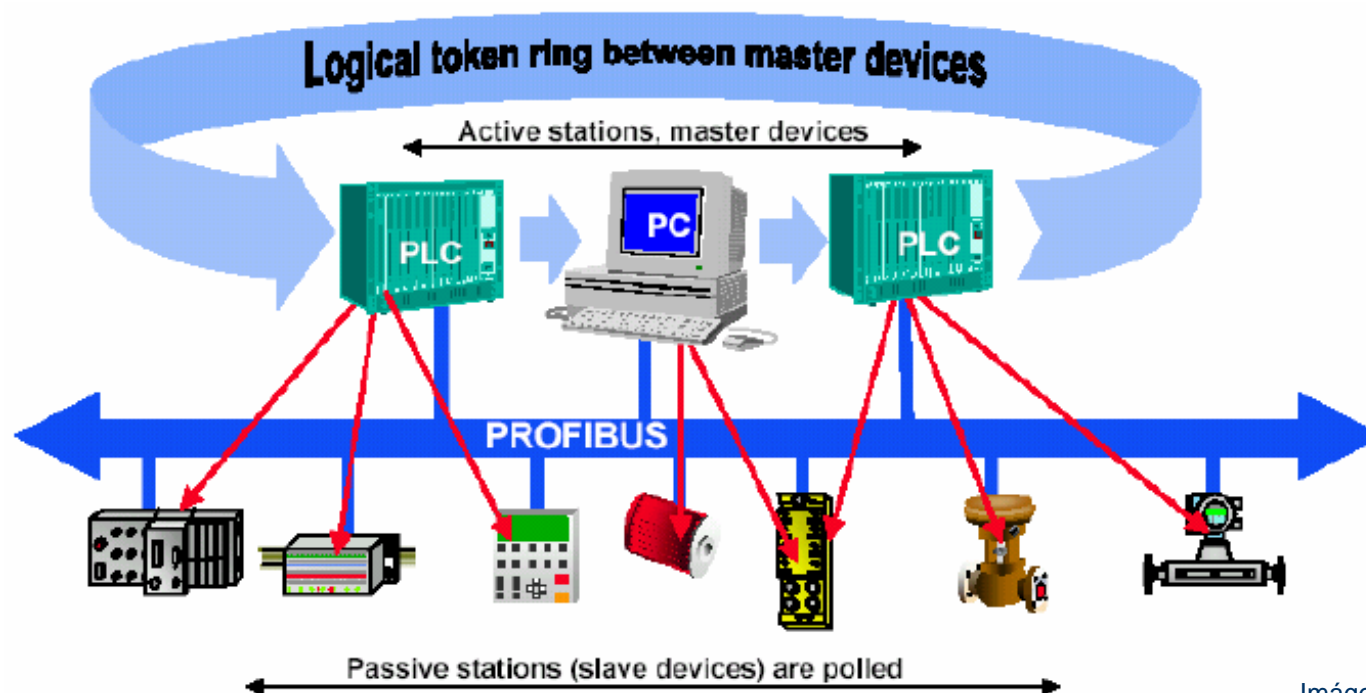 Logical token ring between master devices
Active stations, master devices
PLC
PC
PLC
PROFIBUS
Passive stations (slave devices) are polled
Imáge